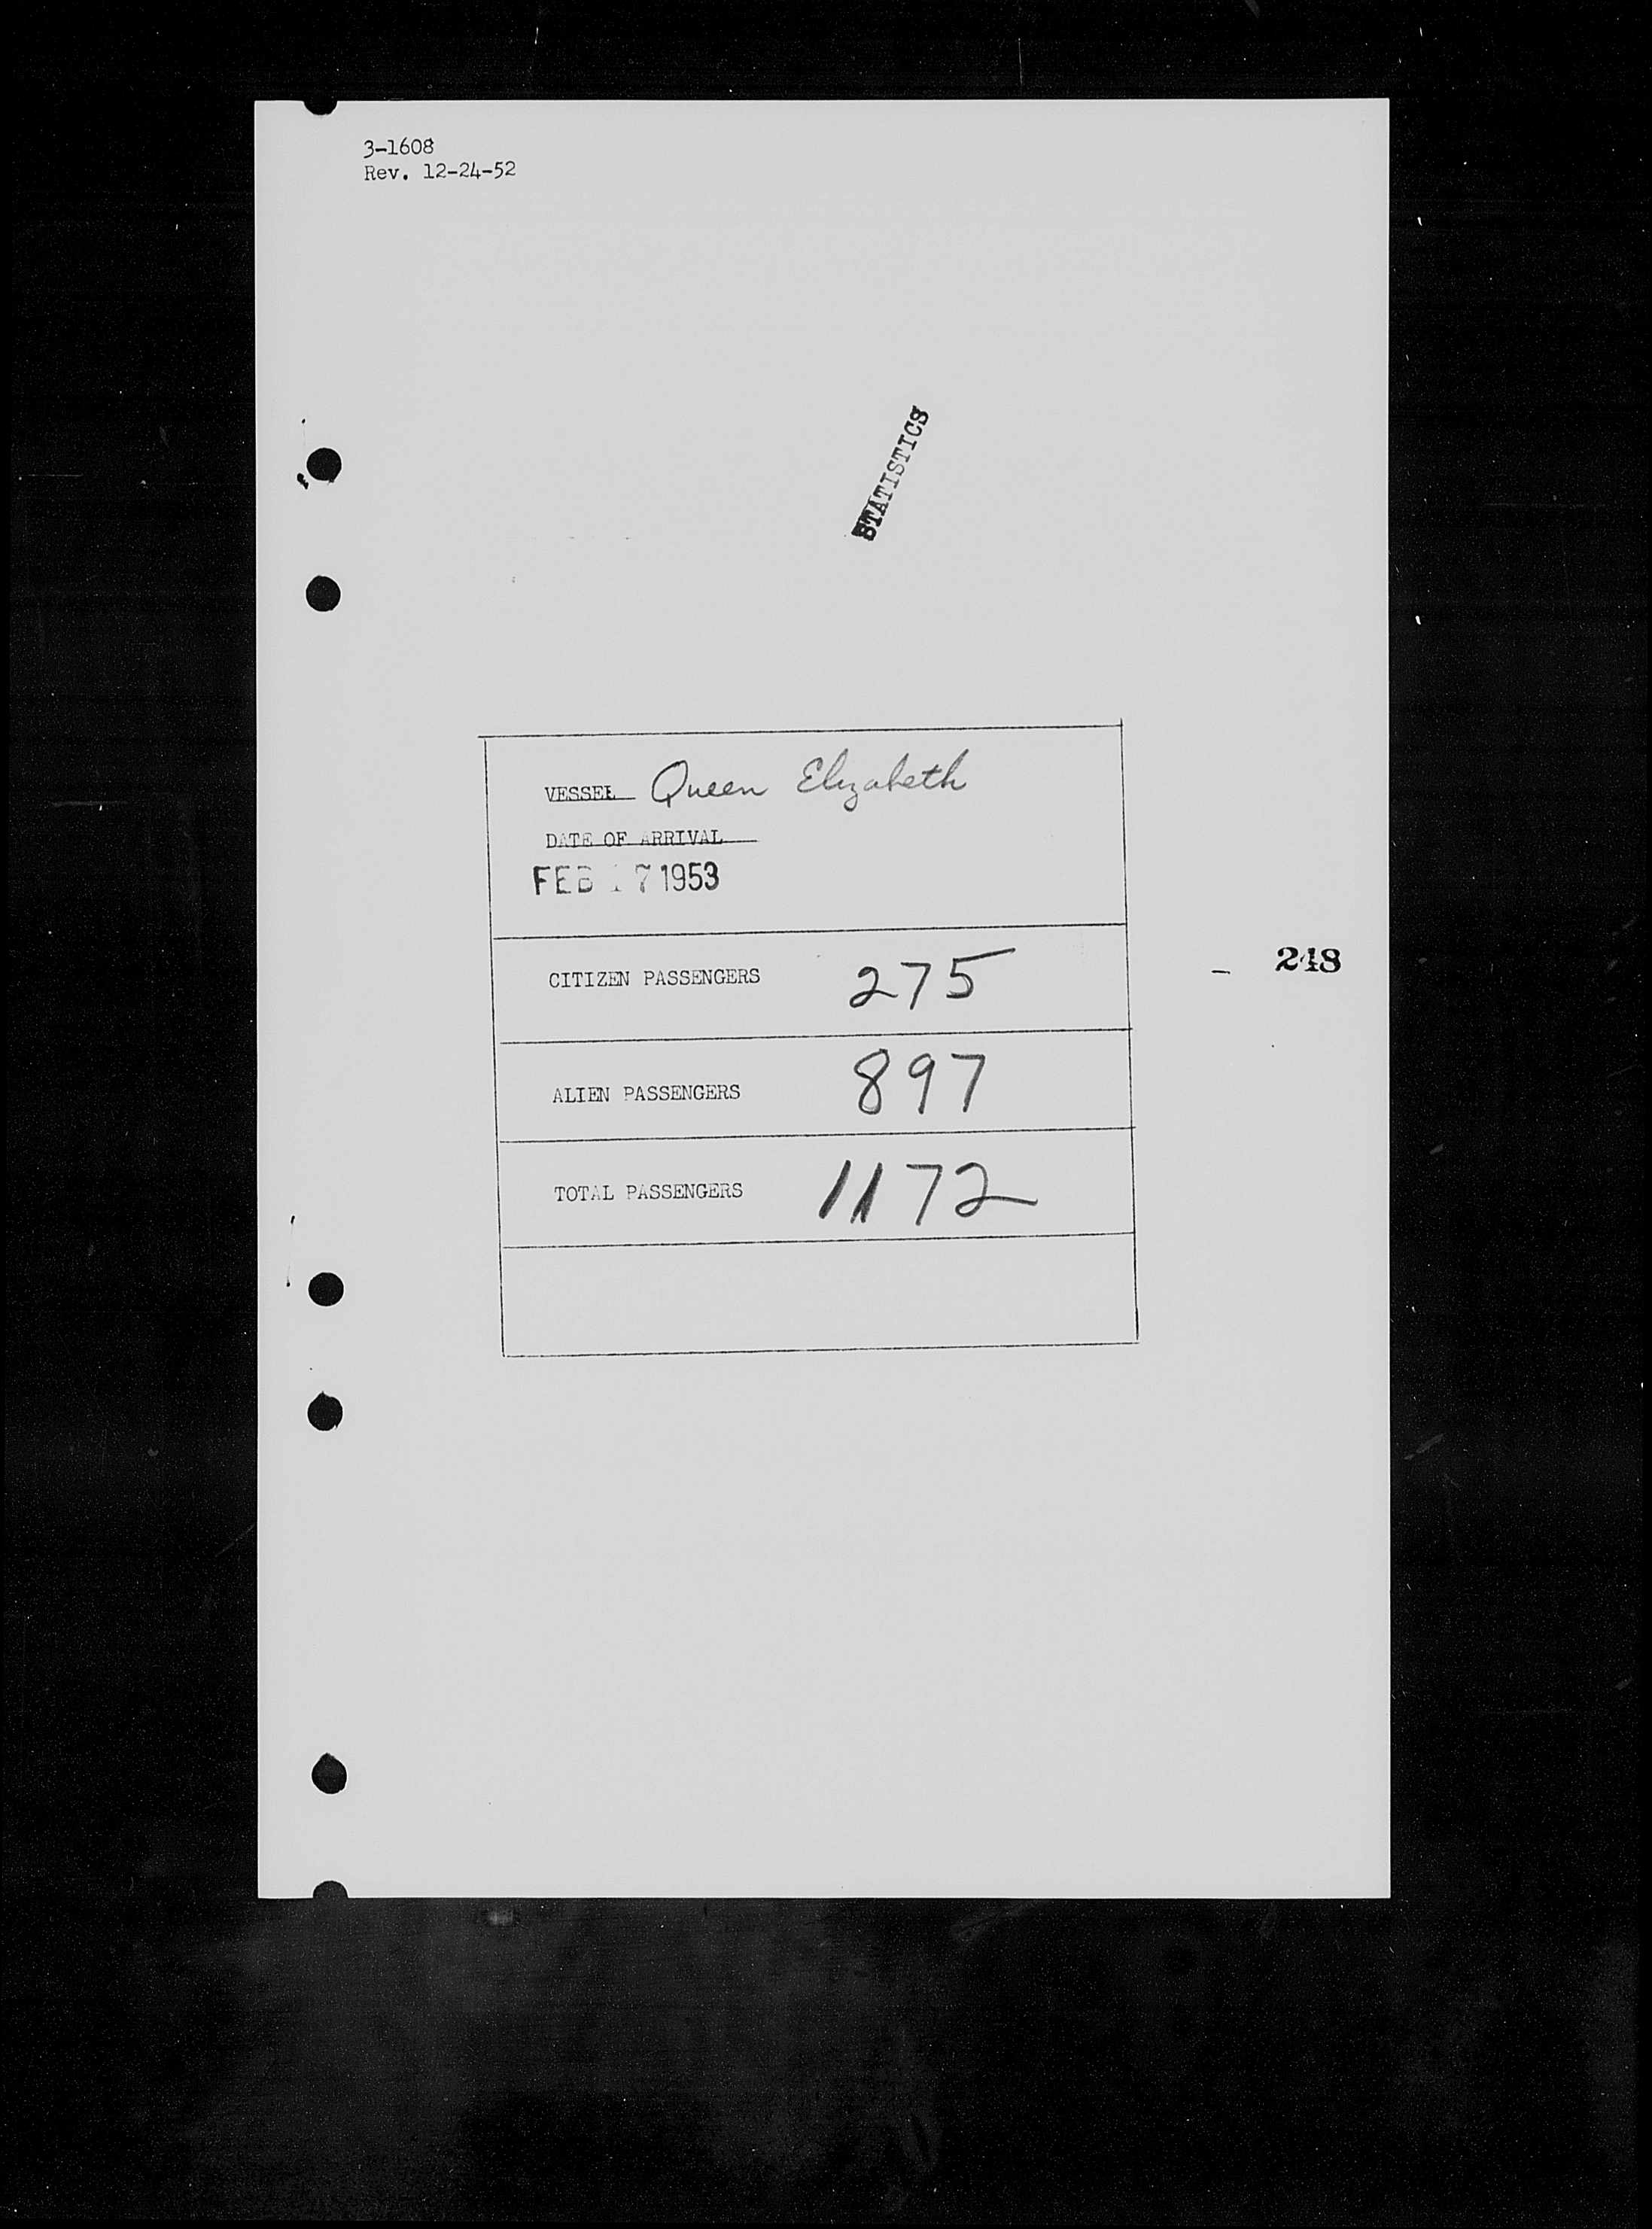 3-1608
Rev. 12-24-52
STATISTICS
VESSEL Queen Elizabeth
DATE OF ARRIVAL
FEB 17 1953
CITIZEN PASSENGERS 275
- 248
ALIEN PASSENGERS 897
TOTAL PASSENGERS 1172